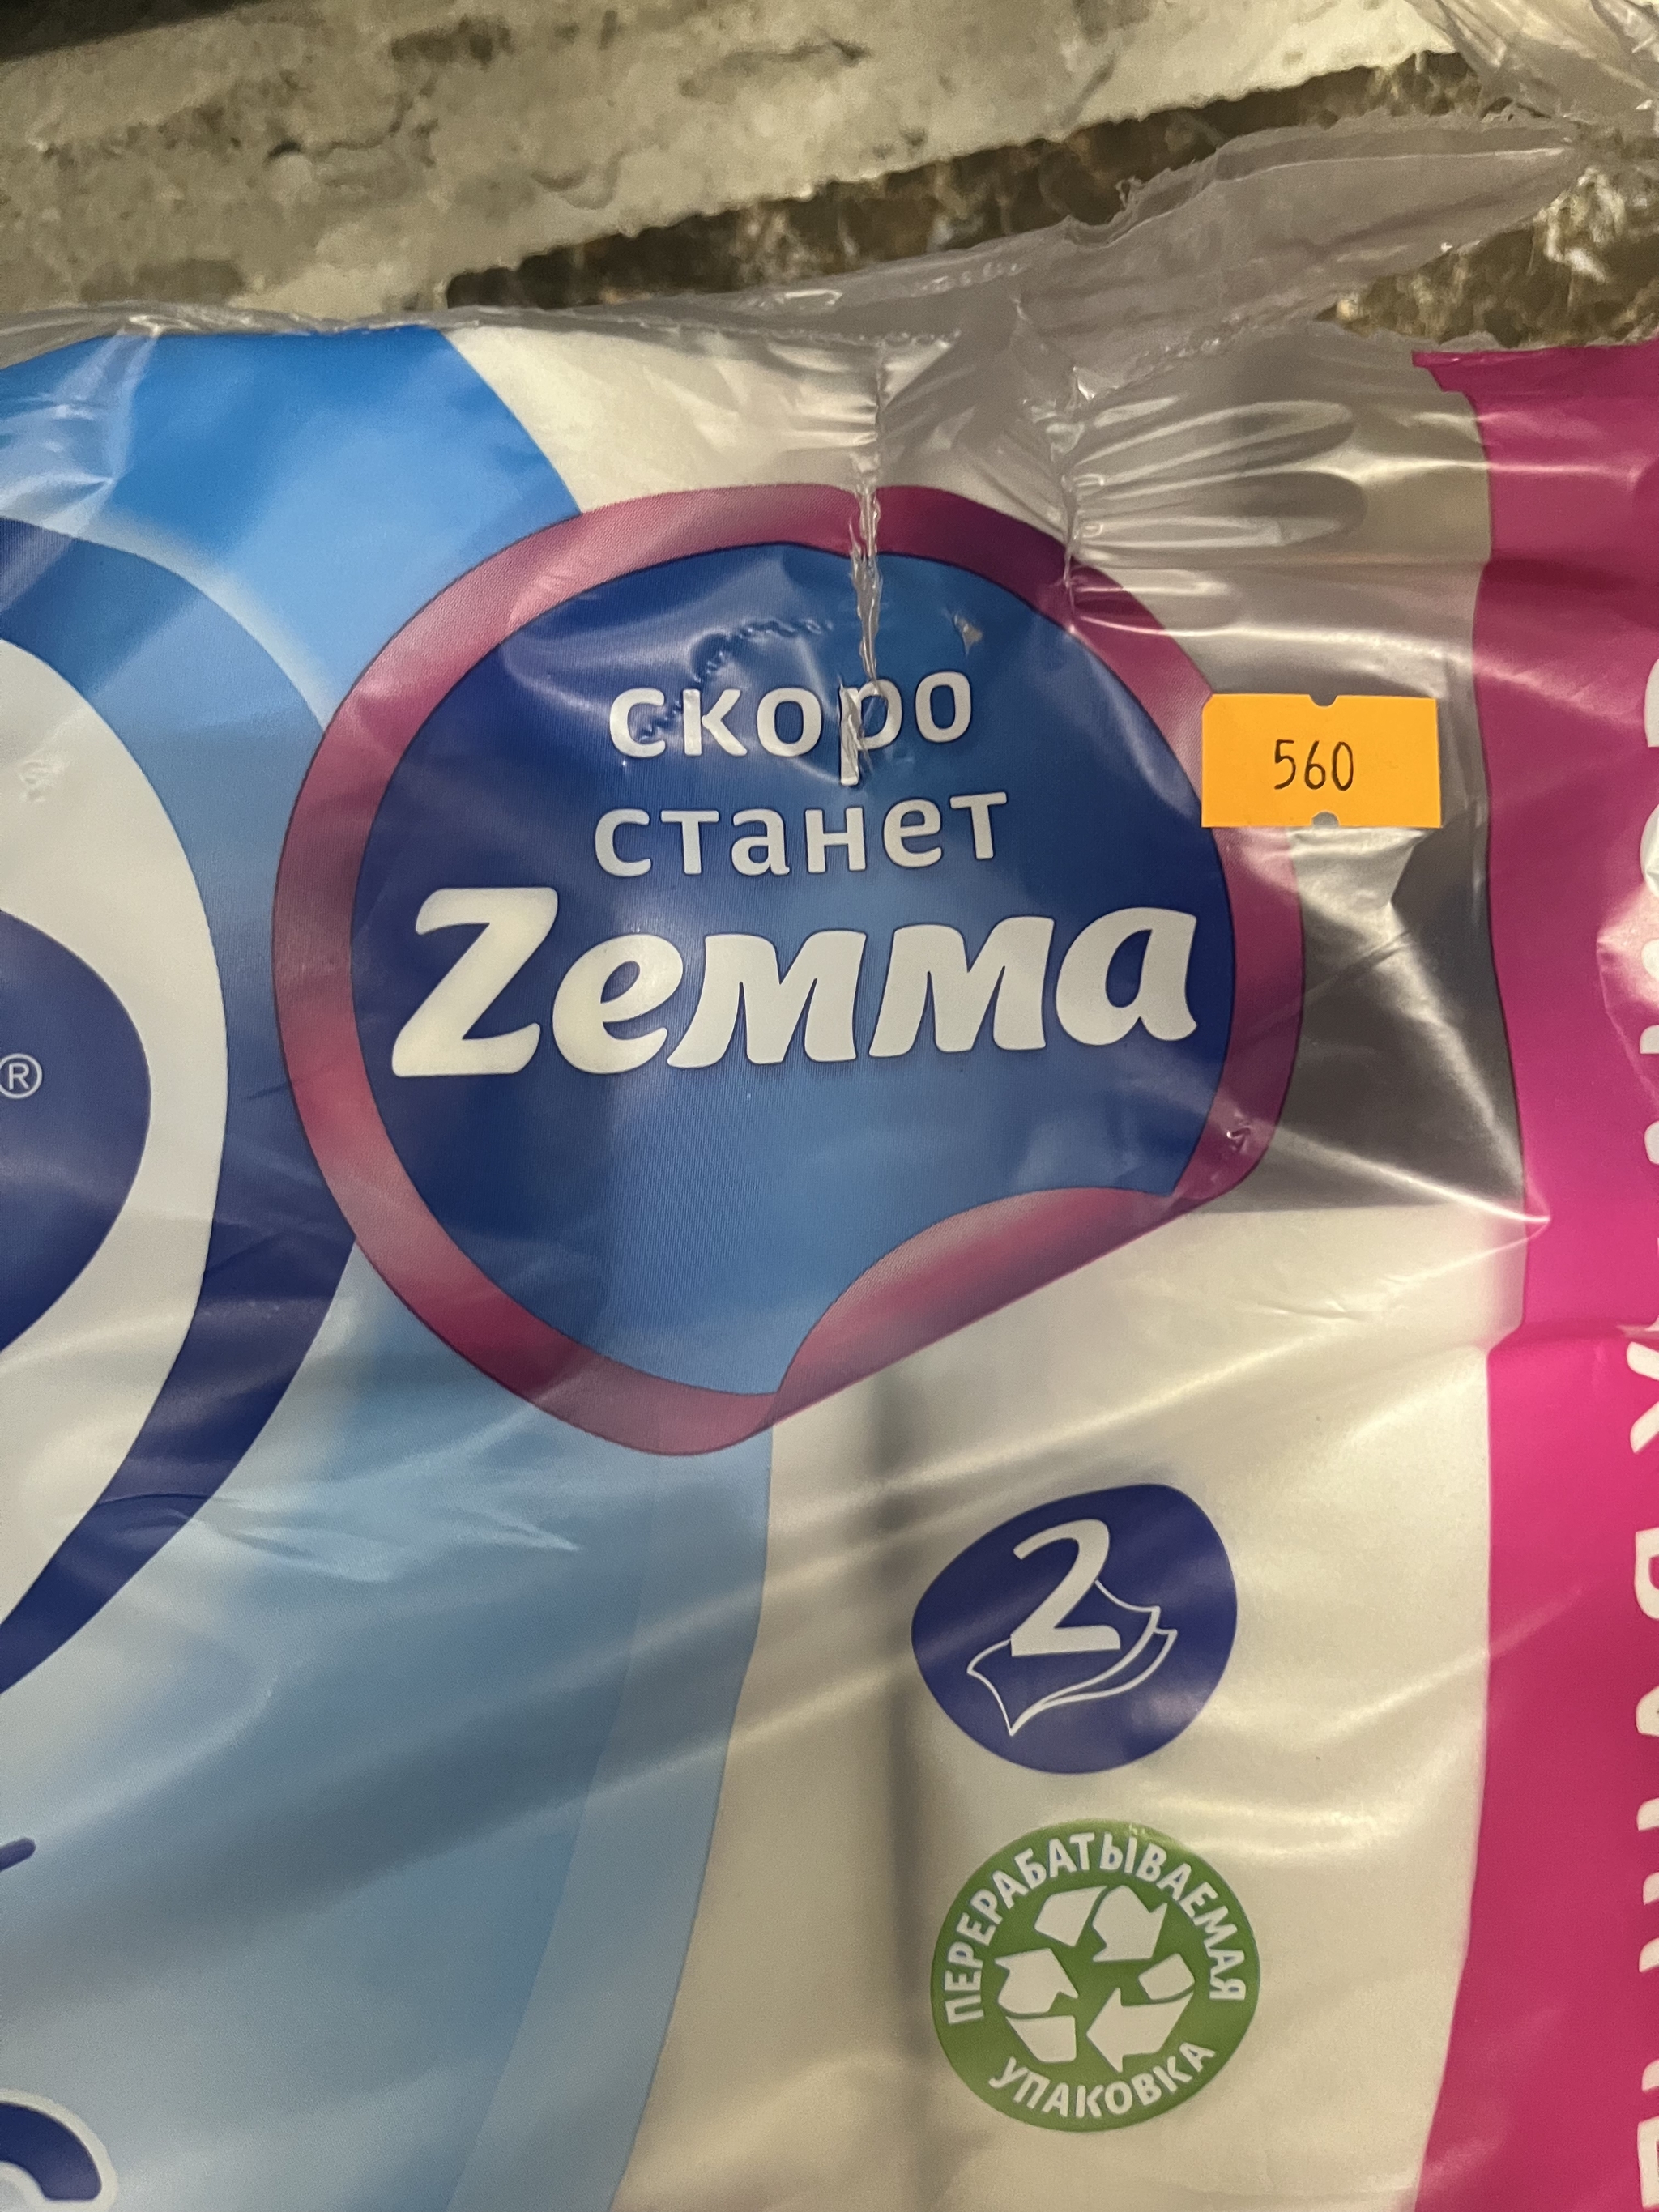 скоро
станет
Zемма
560
®
2
ПЕРЕРАБАТЫВАЕМАЯ
УПАКОВКА